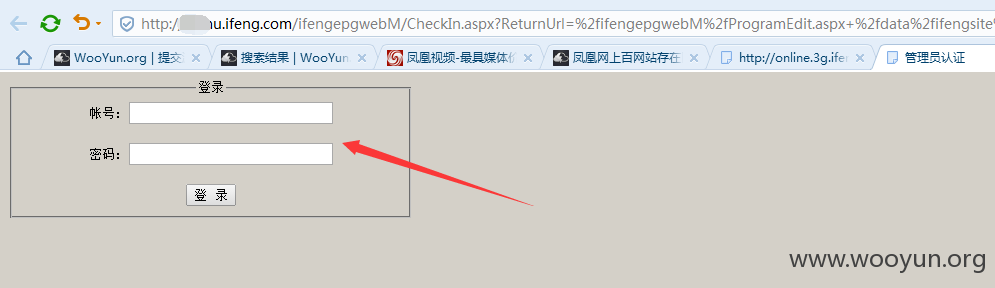 http://j nu.ifeng.com/ifengepgwebM/CheckIn.aspx?ReturnUrl=%2fifengepgwebM%2fProgramEdit.aspx+%2fdata%2fifengsite%
WooYun.org | 提交 搜索结果 | WooYun. 凤凰视频-最具媒体价 凤凰网上百网站存在 http://online.3g.ife 管理员认证
登录
帐号:
密码:
登 录
www.wooyun.org